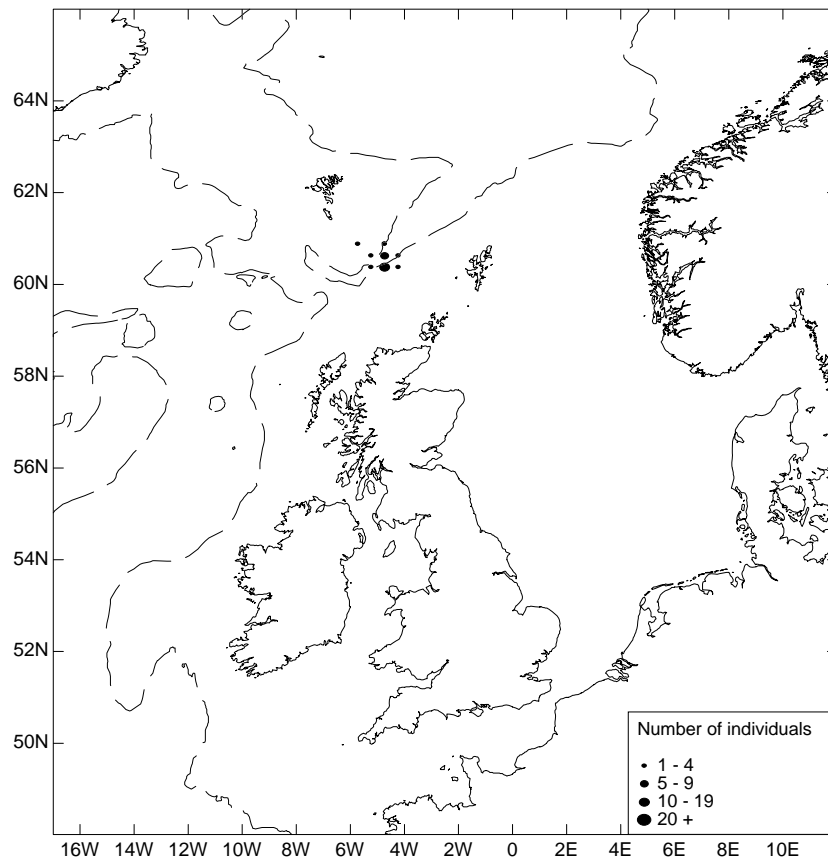 64N
62N
60N
58N
56N
54N
52N
50N
Number of individuals
1 - 4
5 - 9
10 - 19
20 +
16W 14W 12W 10W 8W 6W 4W 2W 0 2E 4E 6E 8E 10E